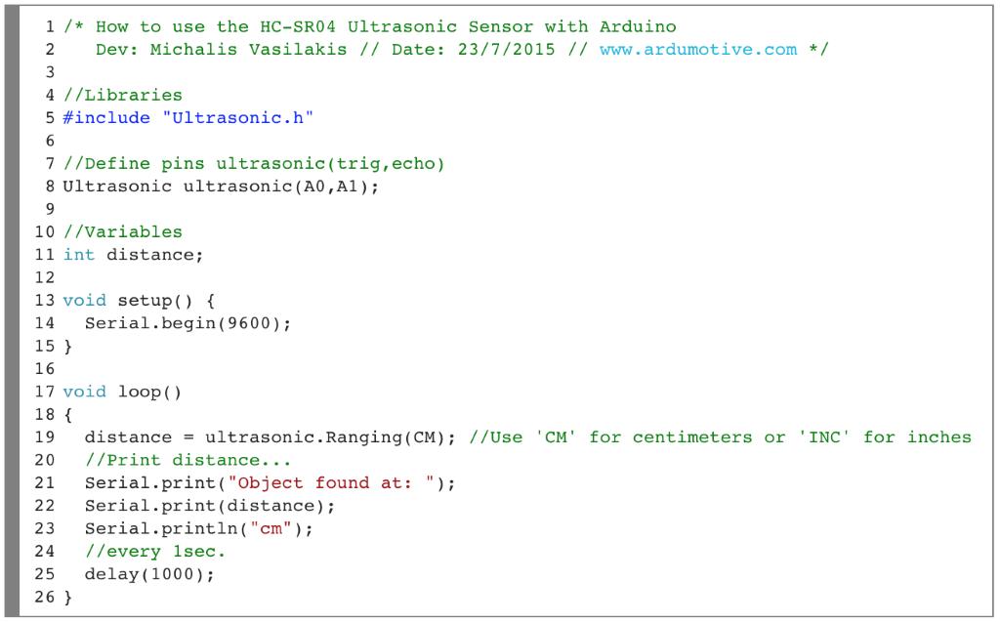 1 /* How to use the HC-SR04 Ultrasonic Sensor with Arduino
2    Dev: Michalis Vasilakis // Date: 23/7/2015 // www.ardumotive.com */
3
4 //Libraries
5 #include "Ultrasonic.h"
6
7 //Define pins ultrasonic(trig,echo)
8 Ultrasonic ultrasonic(A0,A1);
9
10 //Variables
11 int distance;
12
13 void setup() {
14   Serial.begin(9600);
15 }
16
17 void loop()
18 {
19   distance = ultrasonic.Ranging(CM); //Use 'CM' for centimeters or 'INC' for inches
20   //Print distance...
21   Serial.print("Object found at: ");
22   Serial.print(distance);
23   Serial.println("cm");
24   //every 1sec.
25   delay(1000);
26 }